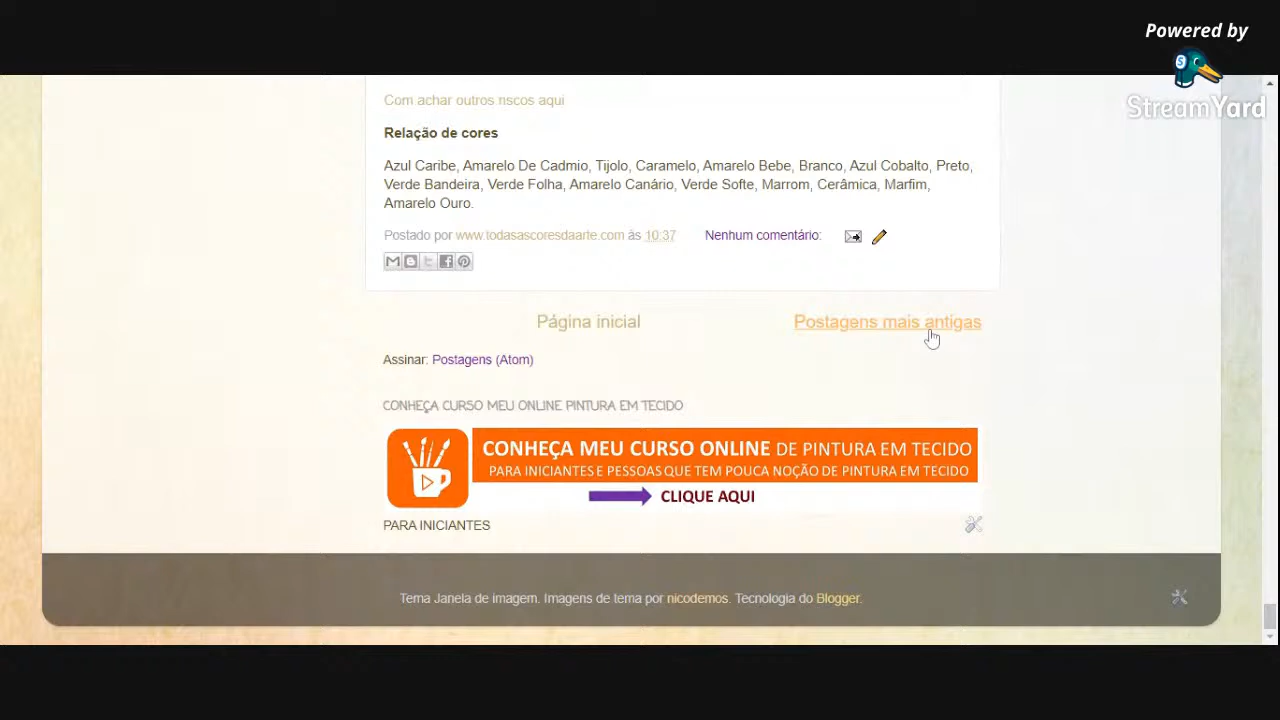 Powered by
StreamYard
Com achar outros riscos aqui
Relação de cores
Azul Caribe, Amarelo De Cadmio, Tijolo, Caramelo, Amarelo Bebe, Branco, Azul Cobalto, Preto,
Verde Bandeira, Verde Folha, Amarelo Canário, Verde Softe, Marrom, Cerâmica, Marfim,
Amarelo Ouro.
Postado por www.todasascoresdaarte.com às 10:37 Nenhum comentário:
Página inicial Postagens mais antigas
Assinar: Postagens (Atom)
CONHEÇA CURSO MEU ONLINE PINTURA EM TECIDO
CONHEÇA MEU CURSO ONLINE DE PINTURA EM TECIDO
PARA INICIANTES E PESSOAS QUE TEM POUCA NOÇÃO DE PINTURA EM TECIDO
CLIQUE AQUI
PARA INICIANTES
Tema Janela de imagem. Imagens de tema por nicodemos. Tecnologia do Blogger.